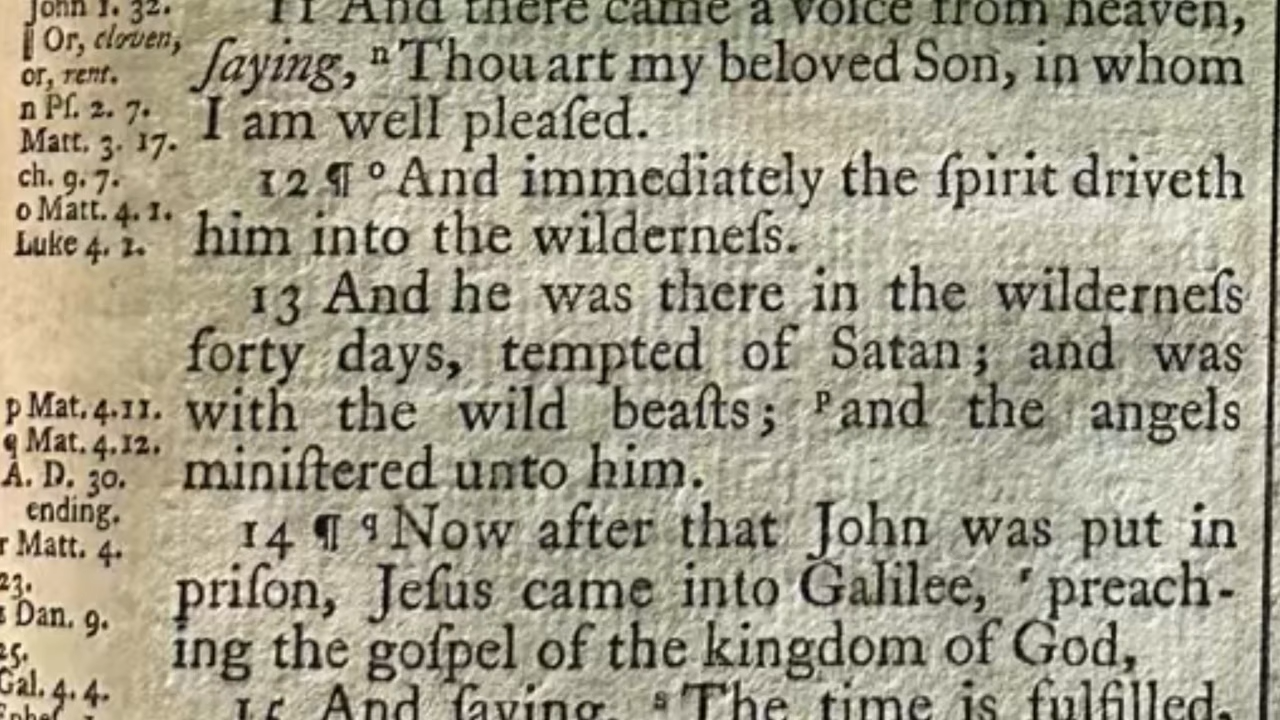 John 1. 32.
‖ Or, cloven,
or, rent.
n Pſ. 2. 7.
Matt. 3. 17.
ch. 9. 7.
o Matt. 4. 1.
Luke 4. 1.
p Mat. 4. 11.
q Mat. 4. 12.
A. D. 30.
ending.
r Matt. 4.
23.
s Dan. 9.
25.
Gal. 4. 4.
Epheſ. 1.
11 And there came a voice from heaven,
ſaying, ⁿ Thou art my beloved Son, in whom
I am well pleaſed.
12 ¶ ᵒ And immediately the ſpirit driveth
him into the wilderneſs.
13 And he was there in the wilderneſs
forty days, tempted of Satan; and was
with the wild beaſts; ᵖ and the angels
miniſtered unto him.
14 ¶ q Now after that John was put in
priſon, Jeſus came into Galilee, ʳ preach-
ing the goſpel of the kingdom of God,
15 And ſaying, ˢ The time is fulfilled,